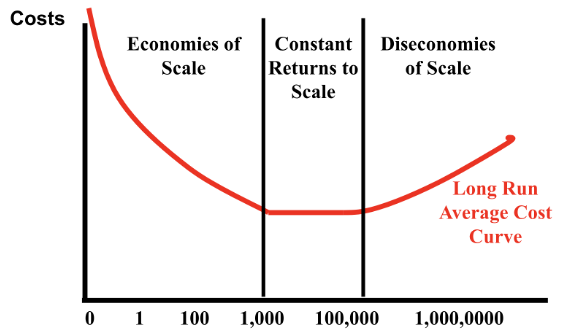 Costs
Economies of
Scale
Constant
Returns to
Scale
Diseconomies
of Scale
Long Run
Average Cost
Curve
0 1 100 1,000 100,000 1,000,0000